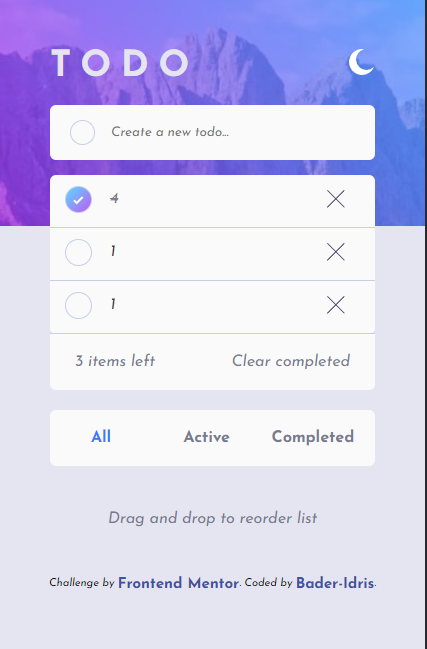 TODO
Create a new todo...
4
1
1
3 items left Clear completed
All Active Completed
Drag and drop to reorder list
Challenge by Frontend Mentor. Coded by Bader-Idris.